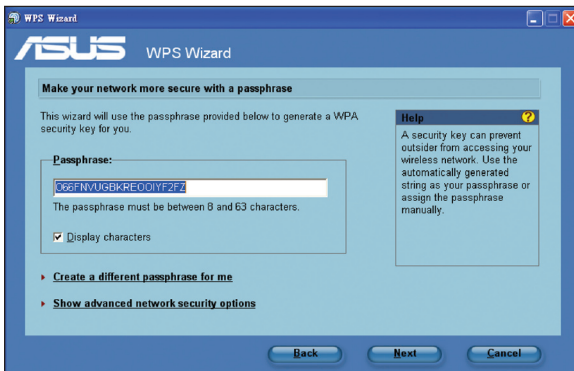 WPS Wizard
ASUS WPS Wizard
Make your network more secure with a passphrase
This wizard will use the passphrase provided below to generate a WPA
security key for you.
Passphrase:
O66FNVUGBKREOOIYF2FZ
The passphrase must be between 8 and 63 characters.
Display characters
Create a different passphrase for me
Show advanced network security options
Help
A security key can prevent
outsider from accessing your
wireless network. Use the
automatically generated
string as your passphrase or
assign the passphrase
manually.
Back
Next
Cancel